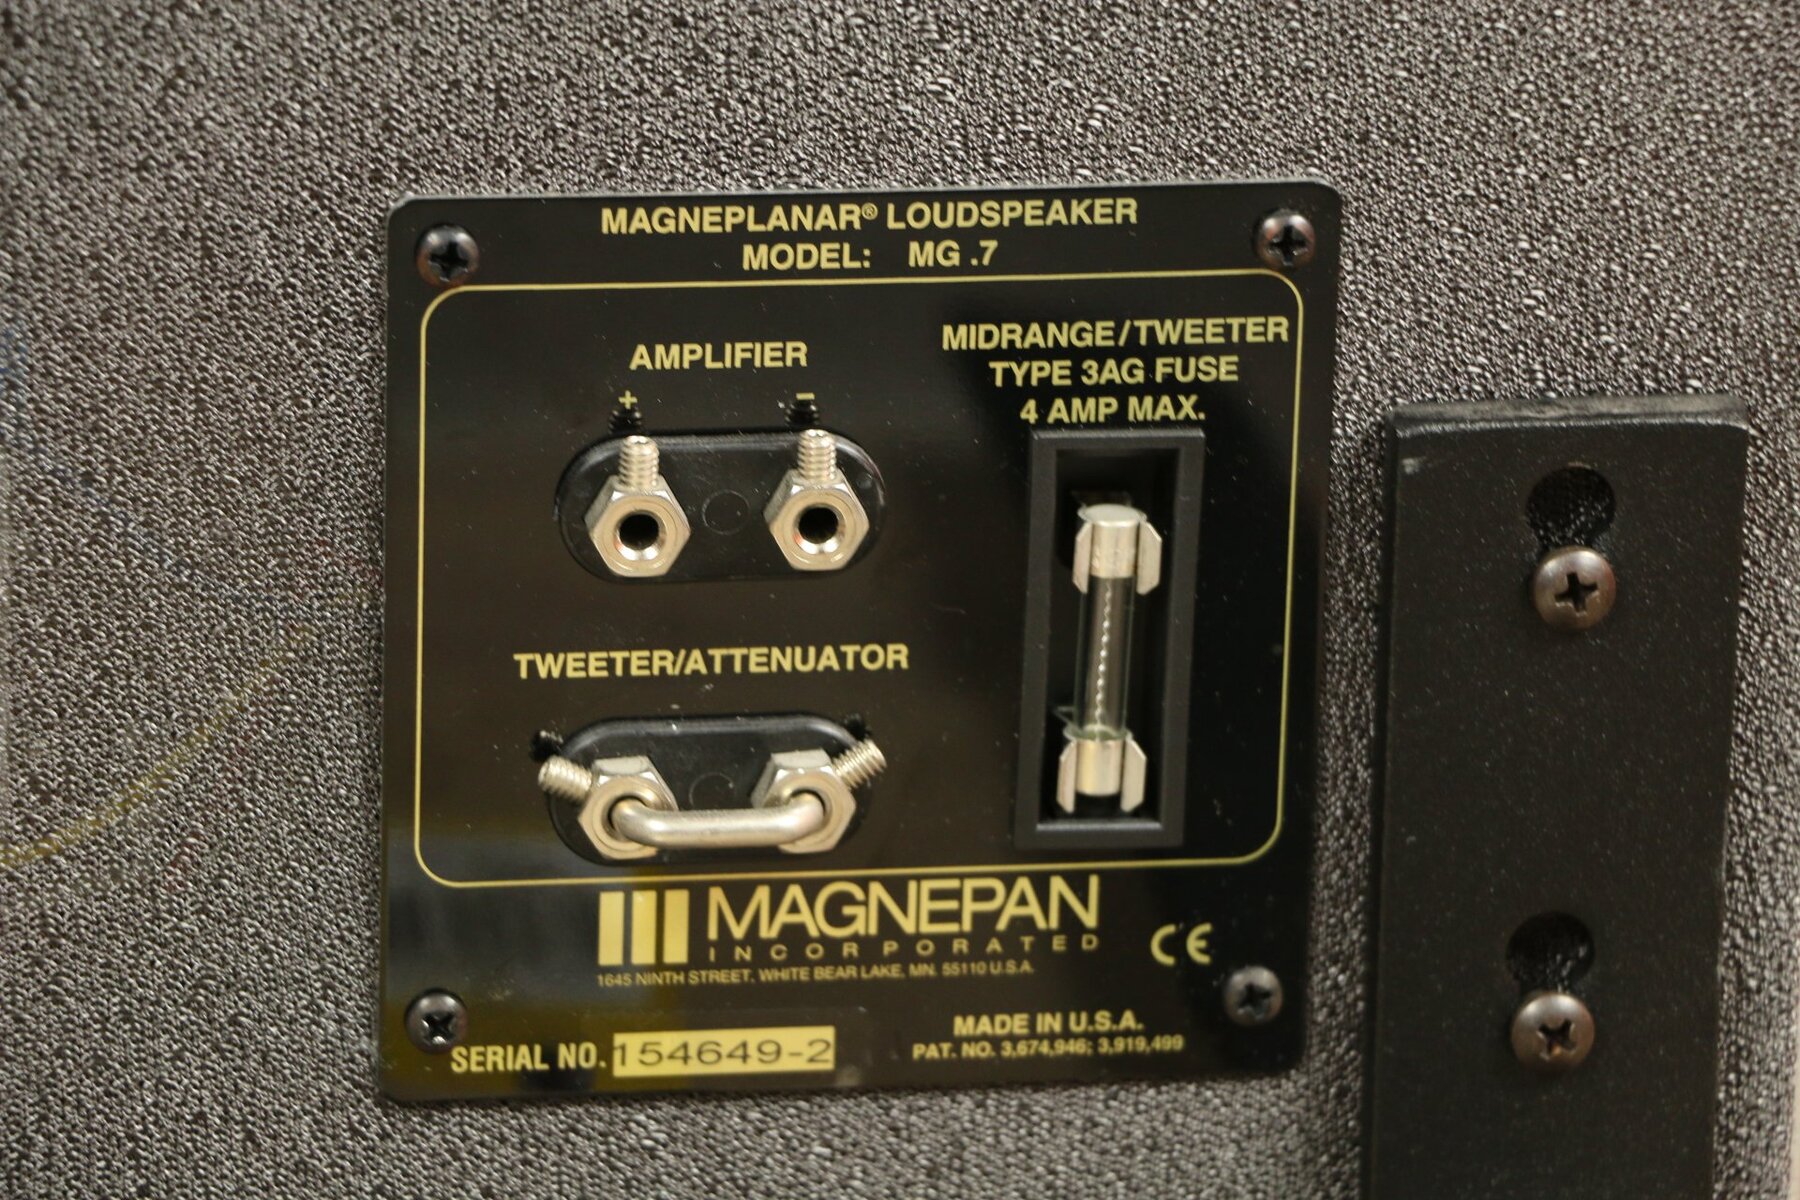 MAGNEPLANAR® LOUDSPEAKER
MODEL: MG .7
AMPLIFIER
+ −
MIDRANGE/TWEETER
TYPE 3AG FUSE
4 AMP MAX.
TWEETER/ATTENUATOR
MAGNEPAN
INCORPORATED
1645 NINTH STREET, WHITE BEAR LAKE, MN. 55110 U.S.A.
CE
SERIAL NO. 154649-2
MADE IN U.S.A.
PAT. NO. 3,674,946; 3,919,499